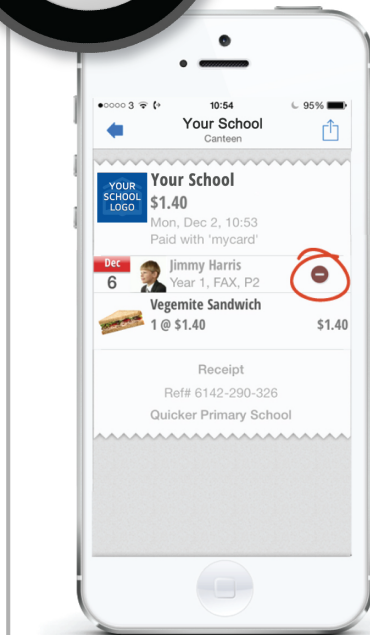 3 10:54 95%
Your School
Canteen
YOUR
SCHOOL
LOGO
Your School
$1.40
Mon, Dec 2, 10:53
Paid with 'mycard'
Dec
6
Jimmy Harris
Year 1, FAX, P2
Vegemite Sandwich
1 @ $1.40 $1.40
Receipt
Ref# 6142-290-326
Quicker Primary School